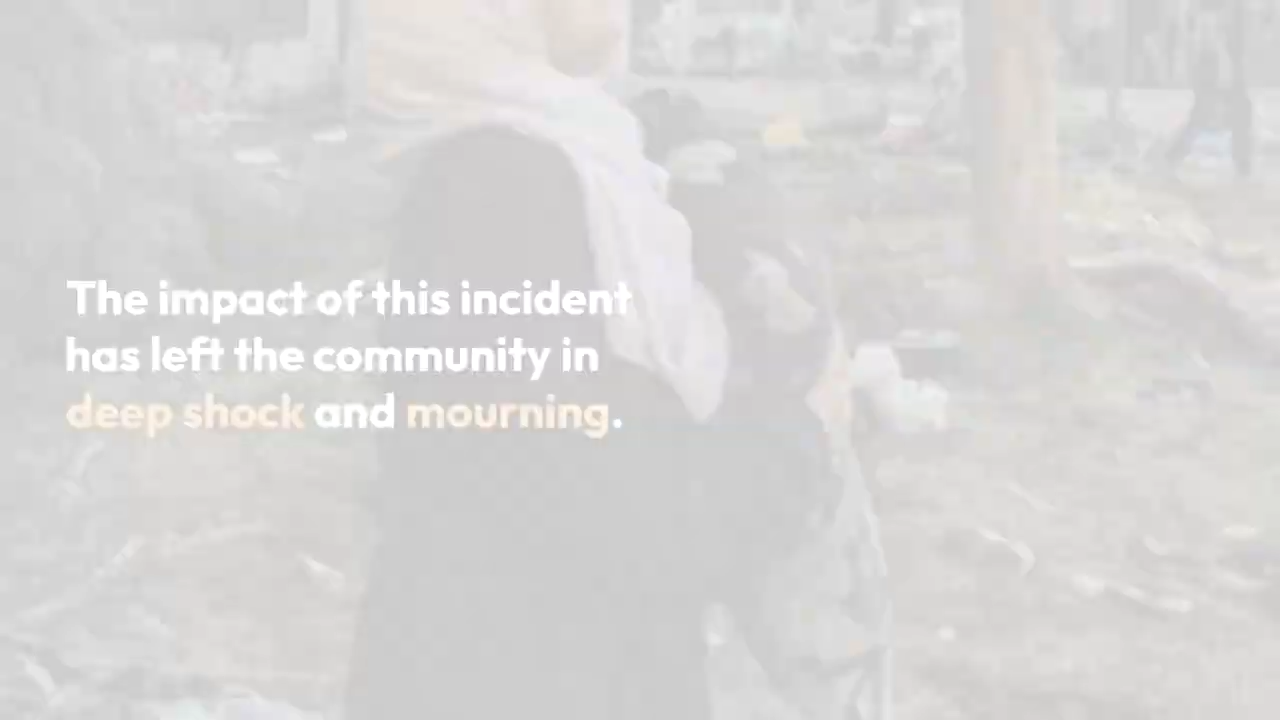 The impact of this incident
has left the community in
deep shock and mourning.